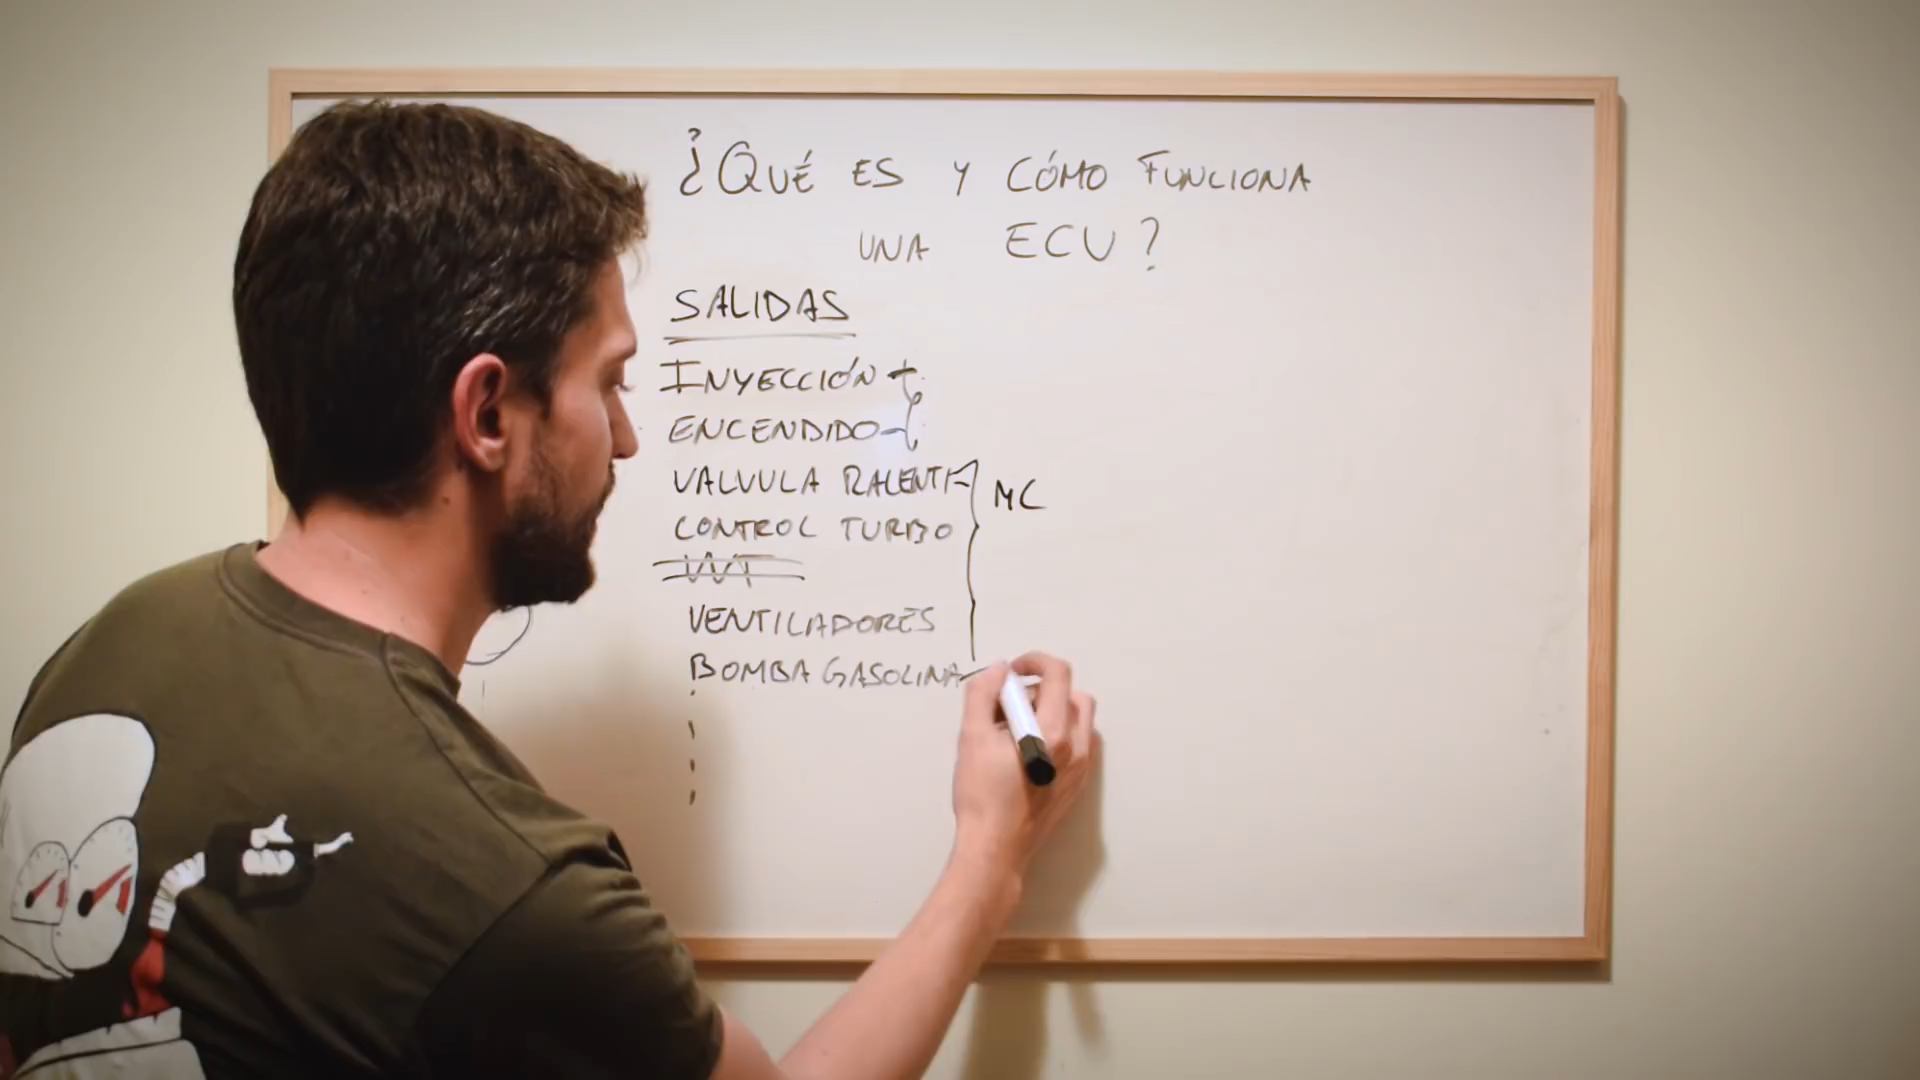 ¿QUÉ ES Y CÓMO FUNCIONA
UNA ECU?
SALIDAS
INYECCIÓN
ENCENDIDO
VALVULA RALENTI
MC
CONTROL TURBO
VVT
VENTILADORES
BOMBA GASOLINA